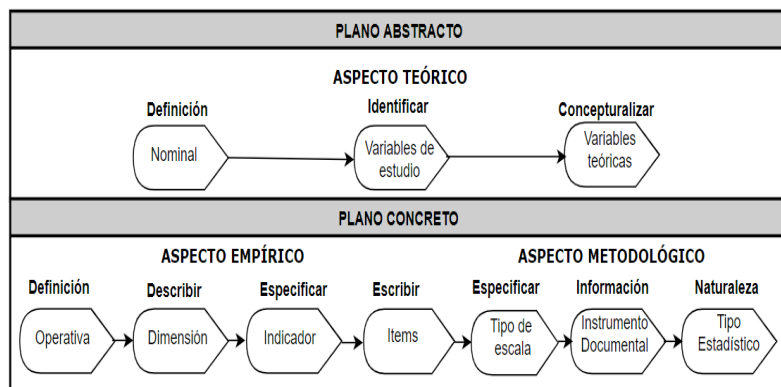 PLANO ABSTRACTO
ASPECTO TEÓRICO
Definición
Identificar
Concepturalizar
Nominal
Variables de
estudio
Variables
teóricas
PLANO CONCRETO
ASPECTO EMPÍRICO
ASPECTO METODOLÓGICO
Definición
Describir
Especificar
Escribir
Especificar
Información
Naturaleza
Operativa
Dimensión
Indicador
Items
Tipo de
escala
Instrumento
Documental
Tipo
Estadístico